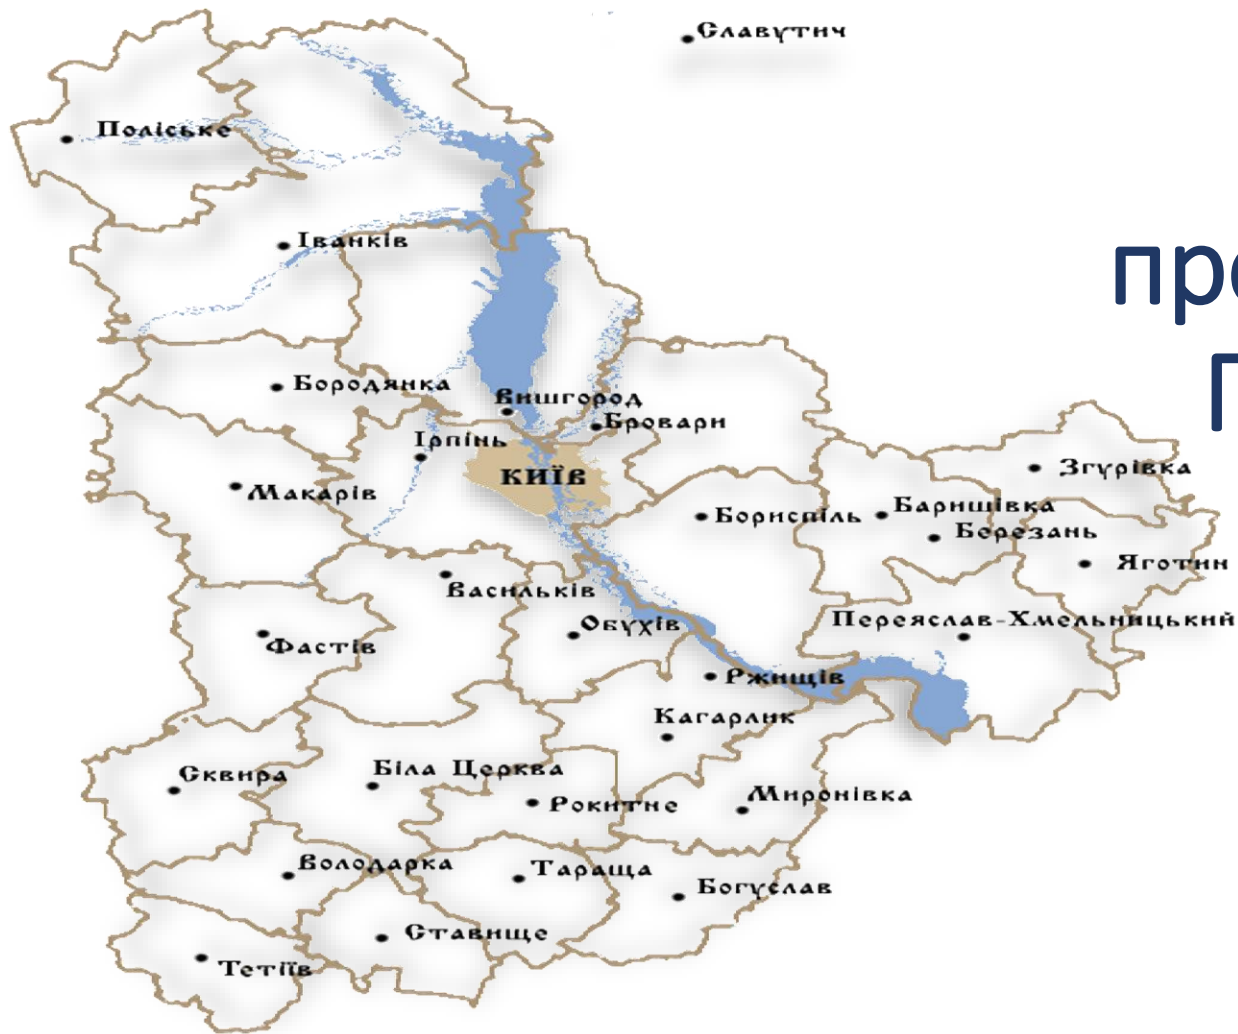 Славутич
Поліське
Іванків
пре
П
Бородянка
Вишгород
Бровари
Ірпінь
Згурівка
КИЇВ
Макарів
Баришівка
Бориспіль
Березань
Яготин
Васильків
Обухів
Переяслав-Хмельницький
Фастів
Ржищів
Кагарлик
Сквира
Біла Церква
Рокитне
Миронівка
Володарка
Тараща
Богуслав
Ставище
Тетіїв